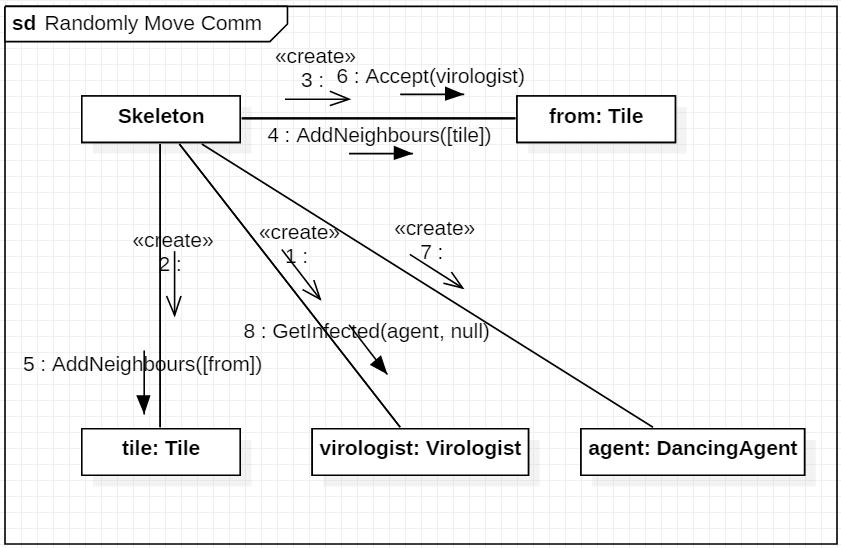 sd Randomly Move Comm
«create»
3 :
6 : Accept(virologist)
Skeleton
from: Tile
4 : AddNeighbours([tile])
«create»
2 :
«create»
1 :
«create»
7 :
8 : GetInfected(agent, null)
5 : AddNeighbours([from])
tile: Tile
virologist: Virologist
agent: DancingAgent